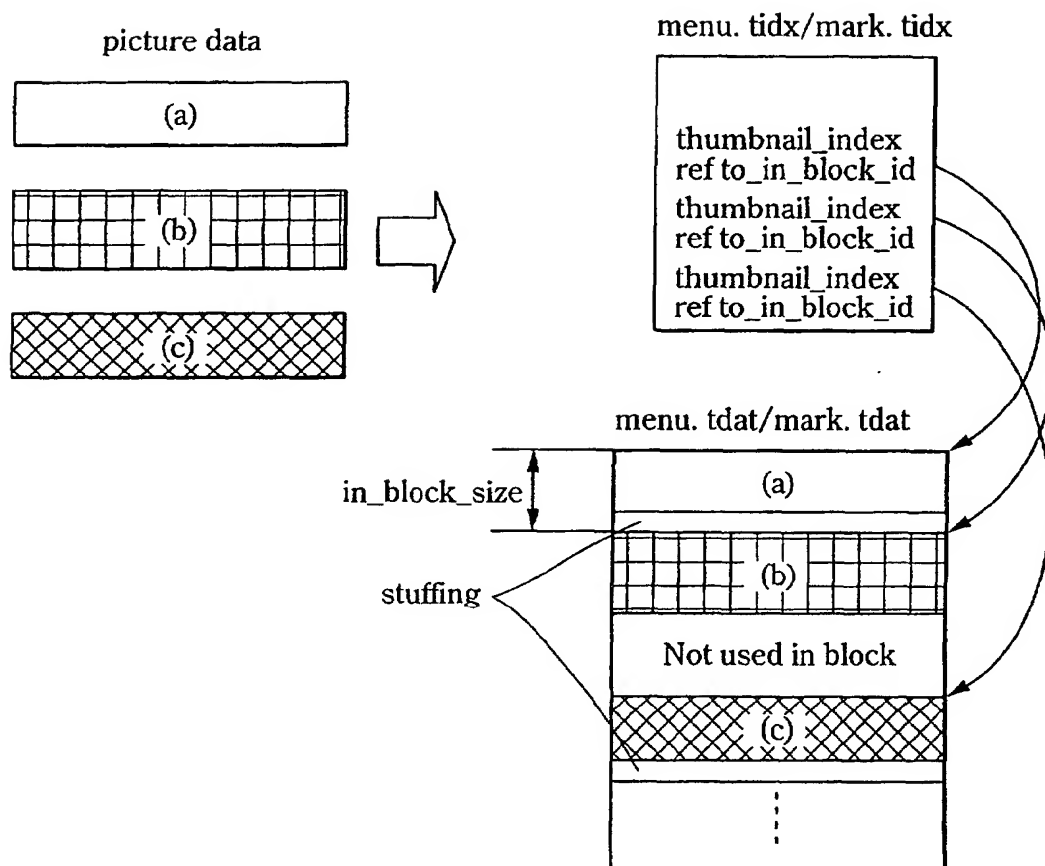 picture data
(a)
(b)
(c)
menu. tidx/mark. tidx
thumbnail_index
ref to_in_block_id
thumbnail_index
ref to_in_block_id
thumbnail_index
ref to_in_block_id
menu. tdat/mark. tdat
in_block_size
(a)
stuffing
(b)
Not used in block
(c)